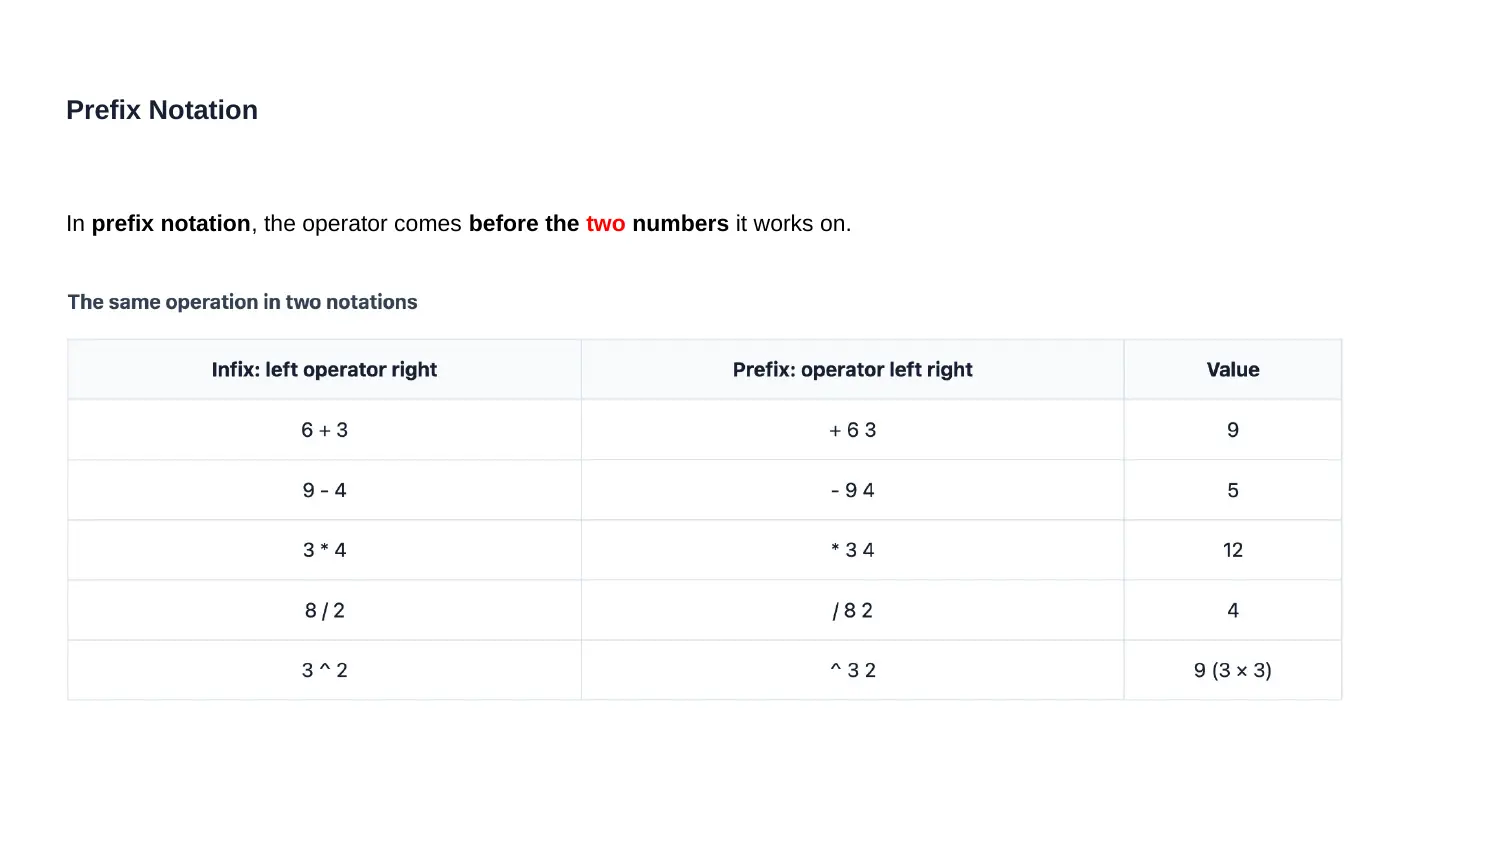 Prefix Notation
In prefix notation, the operator comes before the two numbers it works on.
The same operation in two notations
Infix: left operator right Prefix: operator left right Value
6 + 3 + 6 3 9
9 - 4 - 9 4 5
3 * 4 * 3 4 12
8 / 2 / 8 2 4
3 ^ 2 ^ 3 2 9 (3 × 3)